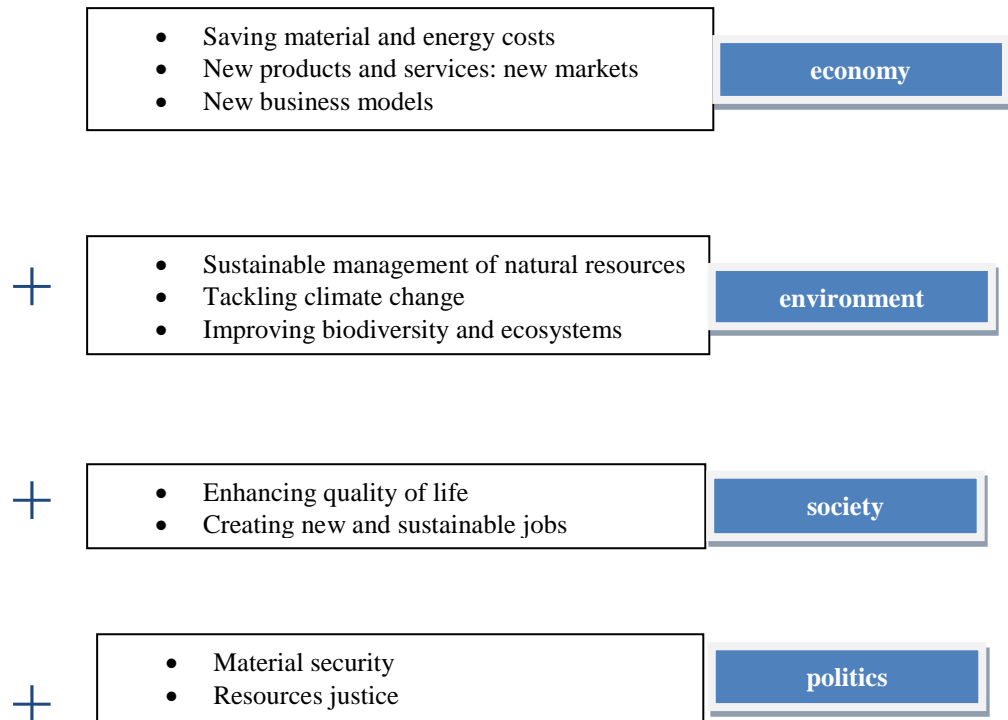 • Saving material and energy costs
• New products and services: new markets
• New business models
economy
+
• Sustainable management of natural resources
• Tackling climate change
• Improving biodiversity and ecosystems
environment
+
• Enhancing quality of life
• Creating new and sustainable jobs
society
+
• Material security
• Resources justice
politics